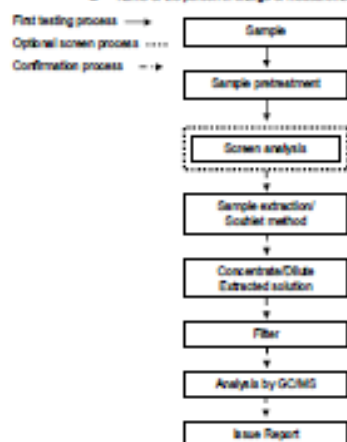 First testing process
Optional screen process
Confirmation process
Sample
Sample pretreatment
Screen analysis
Sample extraction/
Soxhlet method
Concentrate/Dilute
Extracted solution
Filter
Analysis by GC/MS
Issue Report